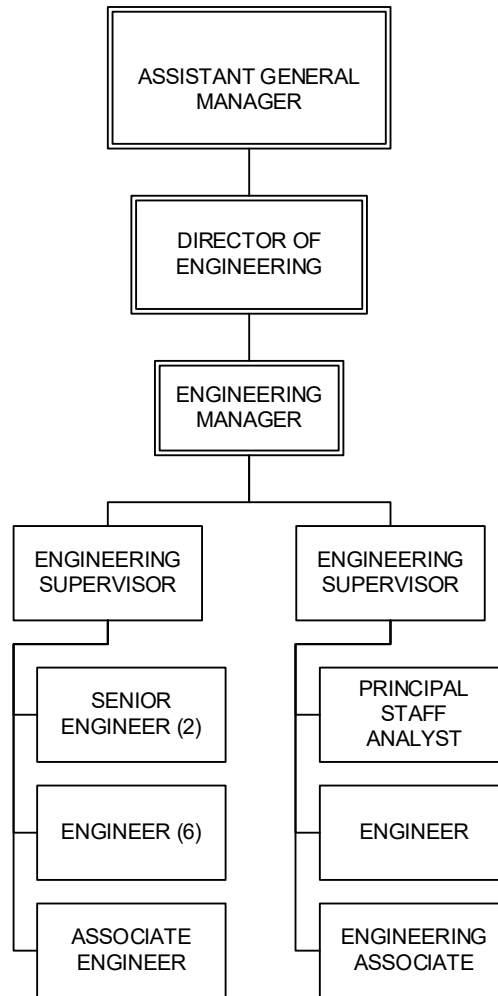 ASSISTANT GENERAL
MANAGER
DIRECTOR OF
ENGINEERING
ENGINEERING
MANAGER
ENGINEERING
SUPERVISOR
SENIOR
ENGINEER (2)
ENGINEER (6)
ASSOCIATE
ENGINEER
ENGINEERING
SUPERVISOR
PRINCIPAL
STAFF
ANALYST
ENGINEER
ENGINEERING
ASSOCIATE